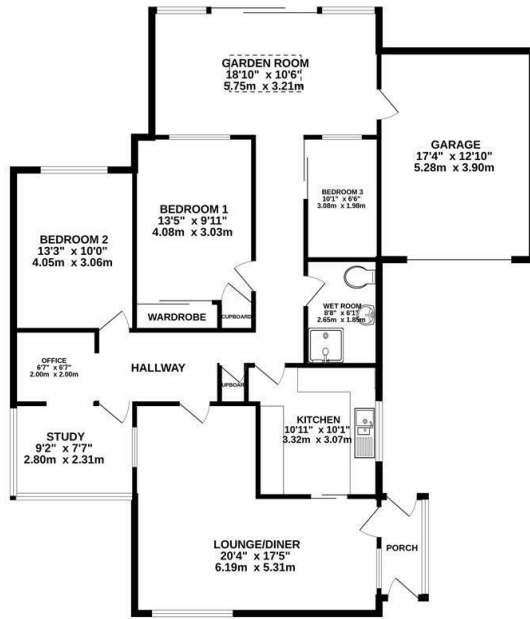 GARDEN ROOM
18'10" x 10'6"
5.75m x 3.21m
GARAGE
17'4" x 12'10"
5.28m x 3.90m
BEDROOM 3
10'1" x 6'6"
3.08m x 1.98m
BEDROOM 1
13'5" x 9'11"
4.08m x 3.03m
BEDROOM 2
13'3" x 10'0"
4.05m x 3.06m
WET ROOM
8'8" x 6'1"
2.65m x 1.85m
WARDROBE
CUPBOARD
OFFICE
6'7" x 6'7"
2.00m x 2.00m
HALLWAY
UPBOAR
KITCHEN
10'11" x 10'1"
3.32m x 3.07m
STUDY
9'2" x 7'7"
2.80m x 2.31m
LOUNGE/DINER
20'4" x 17'5"
6.19m x 5.31m
PORCH